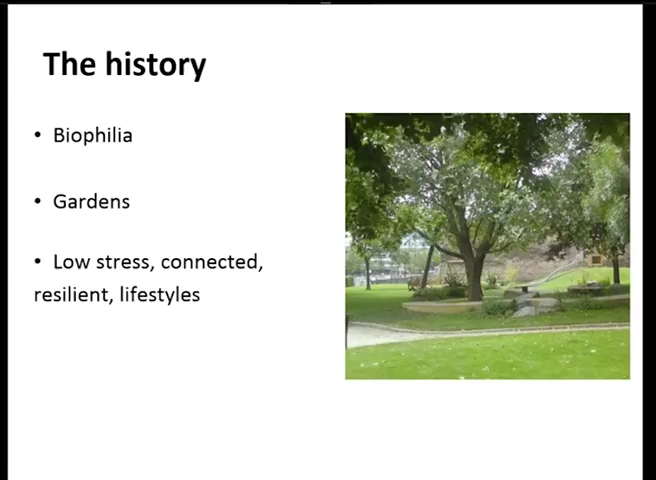 The history
• Biophilia
• Gardens
• Low stress, connected,
resilient, lifestyles